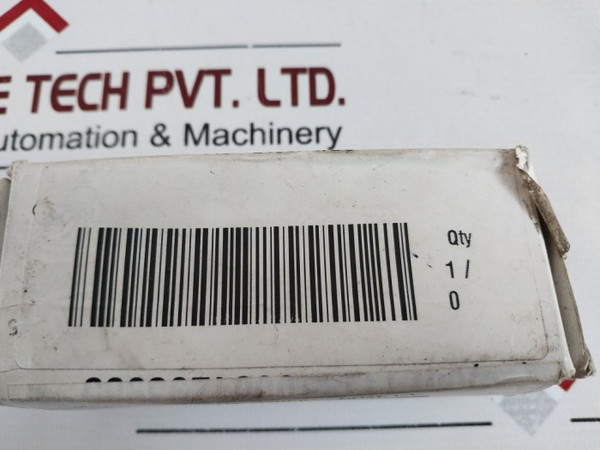 E TECH PVT. LTD.
utomation & Machinery
Qty
1 /
0